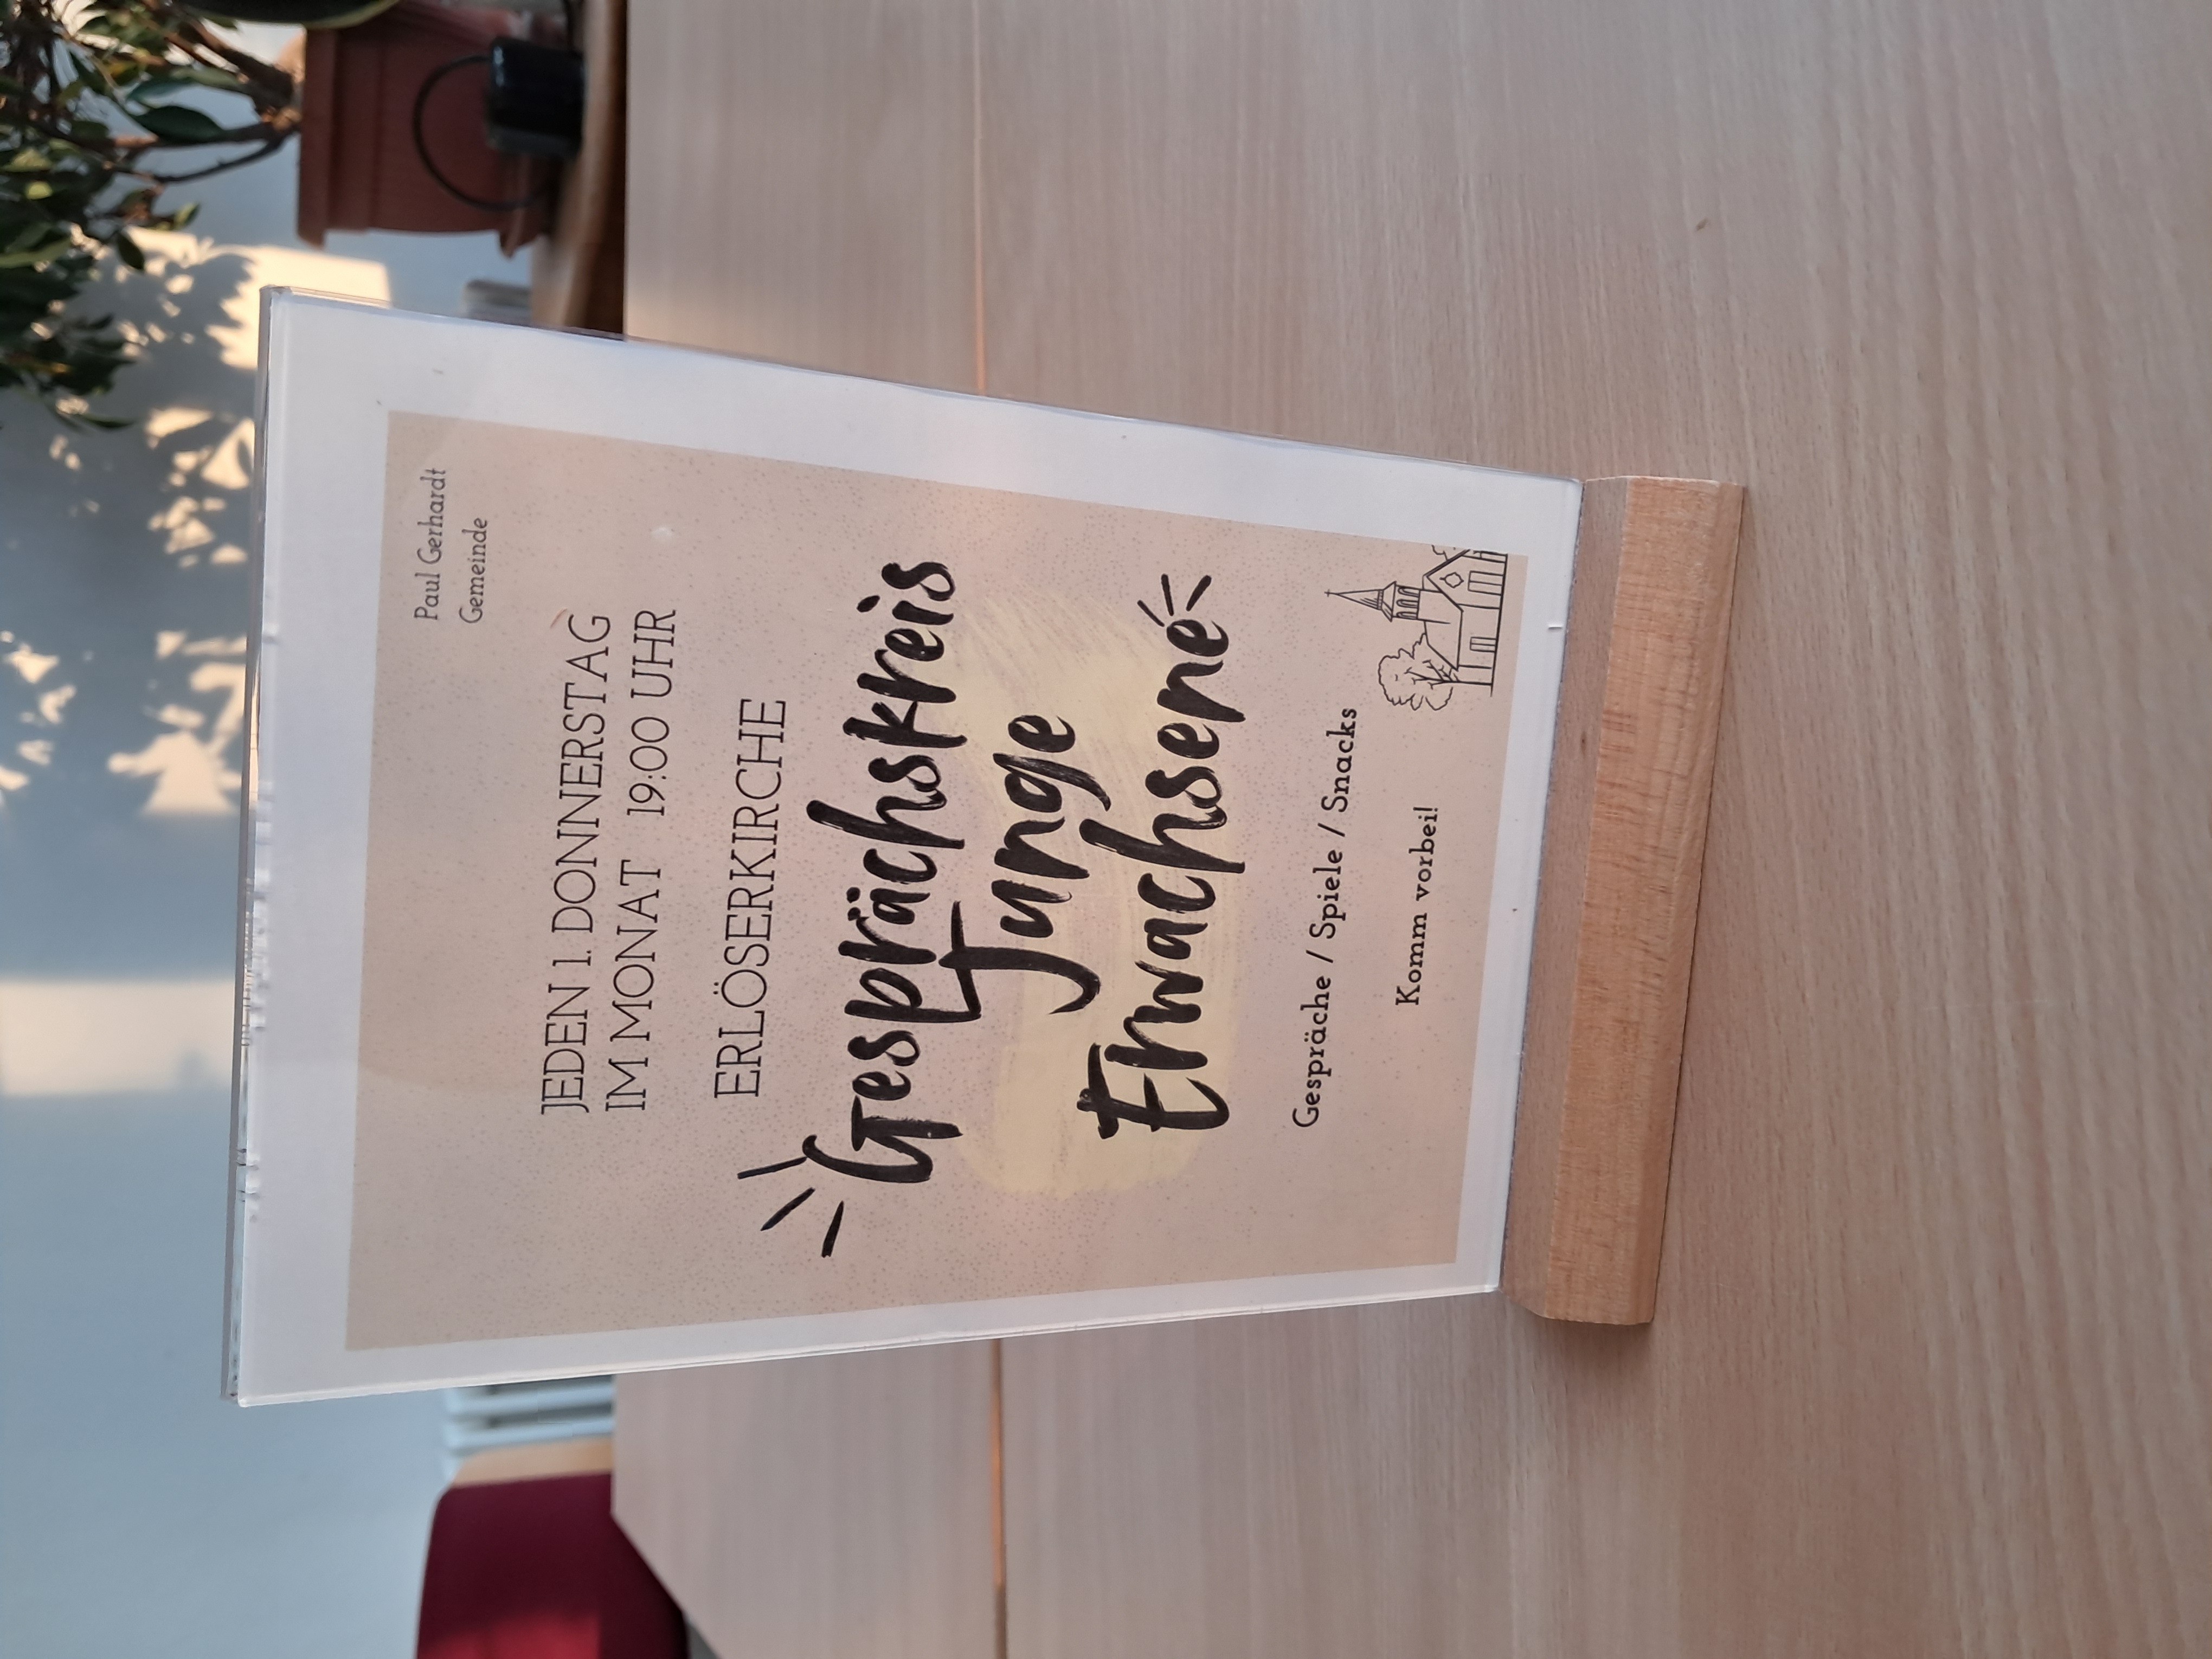 Paul Gerhardt
Gemeinde
JEDEN 1. DONNERSTAG
IM MONAT 19:00 UHR
ERLÖSERKIRCHE
Gesprächskreis
Junge
Erwachsene
Gespräche / Spiele / Snacks
Komm vorbei!